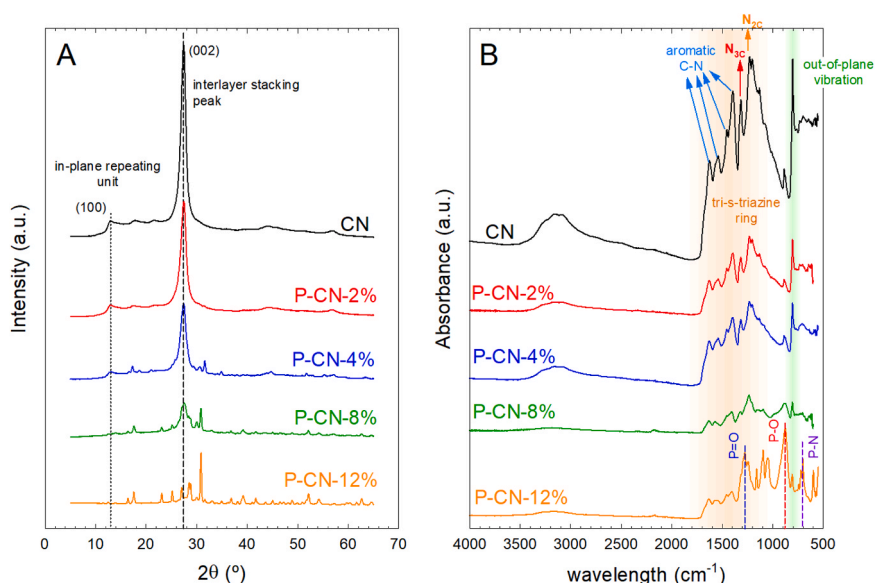 A
(002)
interlayer stacking
peak
in-plane repeating
unit
(100)
CN
P-CN-2%
P-CN-4%
P-CN-8%
P-CN-12%
Intensity (a.u.)
0 10 20 30 40 50 60 70
2θ (º)
B
N2C
N3C
aromatic
C-N
out-of-plane
vibration
tri-s-triazine
ring
CN
P-CN-2%
P-CN-4%
P-CN-8%
P-CN-12%
P=O
P-O
P-N
Absorbance (a.u.)
4000 3500 3000 2500 2000 1500 1000 500
wavelength (cm-1)